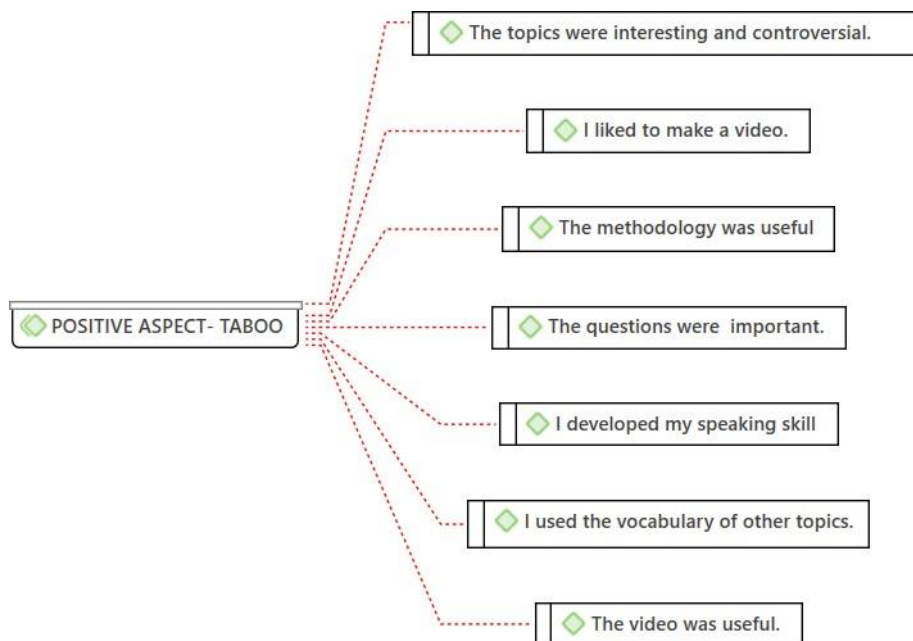 The topics were interesting and controversial.
I liked to make a video.
The methodology was useful
POSITIVE ASPECT- TABOO
The questions were important.
I developed my speaking skill
I used the vocabulary of other topics.
The video was useful.